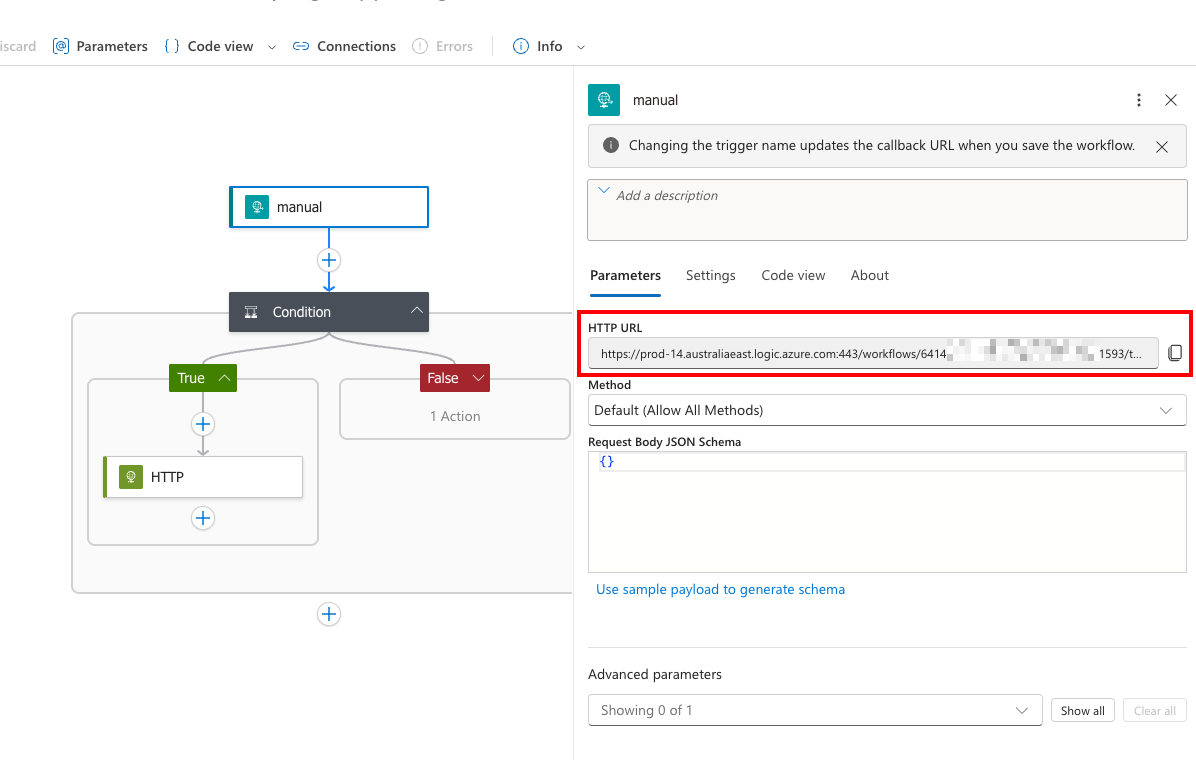 iscard Parameters { } Code view Connections Errors Info
manual
Changing the trigger name updates the callback URL when you save the workflow.
Add a description
manual
Parameters Settings Code view About
Condition
HTTP URL
https://prod-14.australiaeast.logic.azure.com:443/workflows/6414 1593/t...
True
False
Method
Default (Allow All Methods)
1 Action
Request Body JSON Schema
{}
HTTP
Use sample payload to generate schema
Advanced parameters
Showing 0 of 1
Show all
Clear all